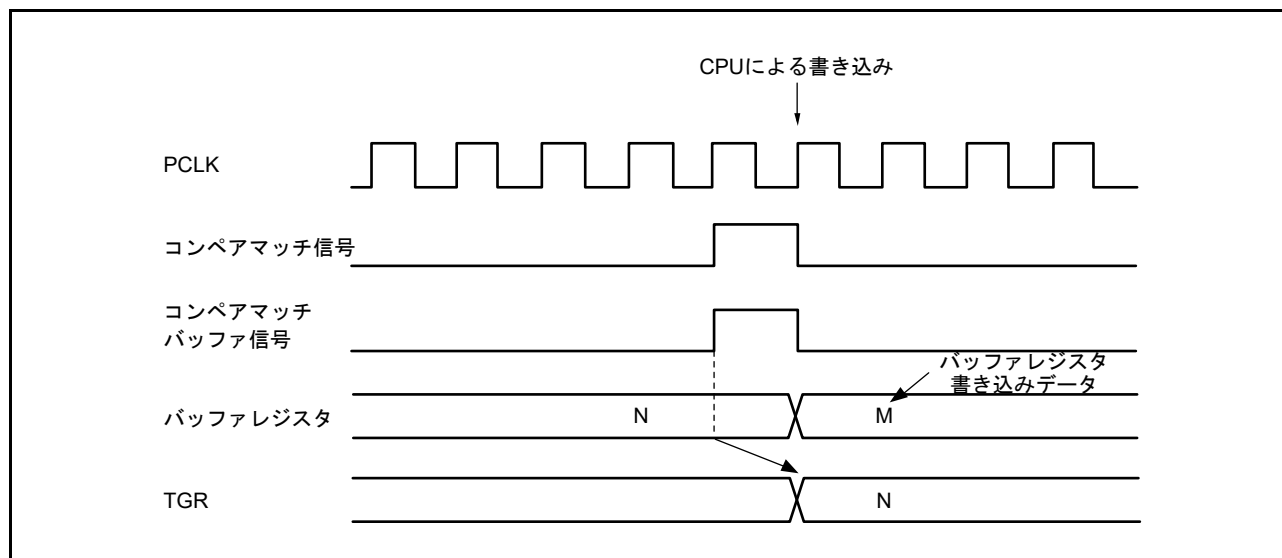 CPUによる書き込み
PCLK
コンペアマッチ信号
コンペアマッチ
バッファ信号
バッファレジスタ
書き込みデータ
バッファレジスタ
N
M
TGR
N